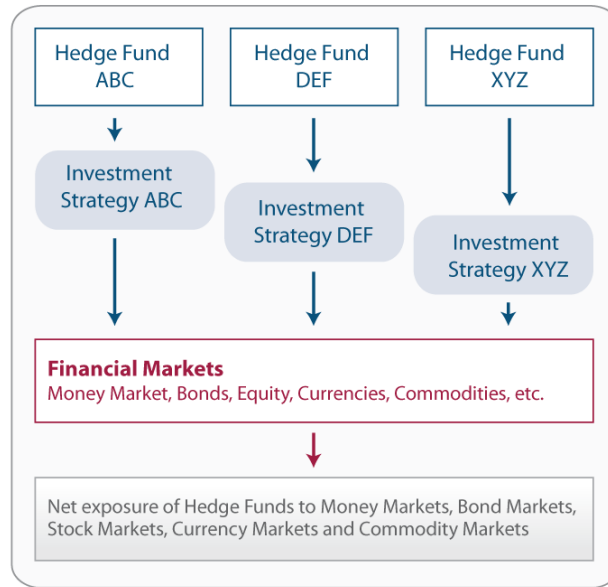 Hedge Fund
ABC
Hedge Fund
DEF
Hedge Fund
XYZ
Investment
Strategy ABC
Investment
Strategy DEF
Investment
Strategy XYZ
Financial Markets
Money Market, Bonds, Equity, Currencies, Commodities, etc.
Net exposure of Hedge Funds to Money Markets, Bond Markets,
Stock Markets, Currency Markets and Commodity Markets